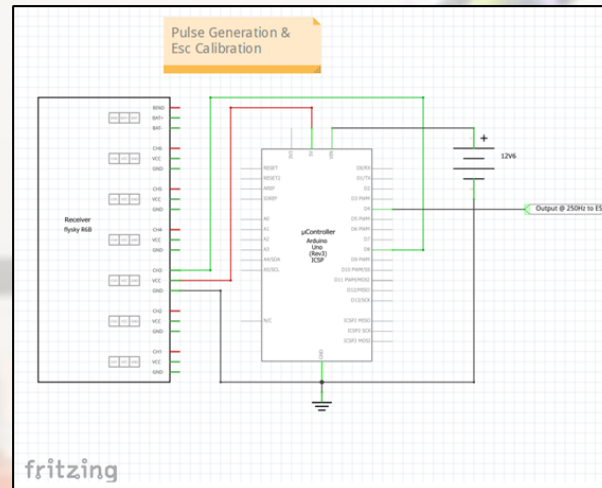 Pulse Generation &
Esc Calibration
BIND
BAT+
BAT-
CH6
VCC
GND
CH5
VCC
GND
CH4
VCC
GND
CH3
VCC
GND
CH2
VCC
GND
CH1
VCC
GND
Receiver
flysky R6B
3V3
5V
VIN
RESET
RESET2
AREF
IOREF
A0
A1
A2
A3
A4/SDA
A5/SCL
N/C
D0/RX
D1/TX
D2
D3 PWM
D4
D5 PWM
D6 PWM
D7
D8
D9 PWM
D10 PWM/SS
D11 PWM/MOSI
D12/MISO
D13/SCK
ICSP2 MISO
ICSP2 SCK
ICSP2 MOSI
µController
Arduino
Uno
(Rev3)
ICSP
GND
+
12V6
Output @ 250Hz to ES
fritzing